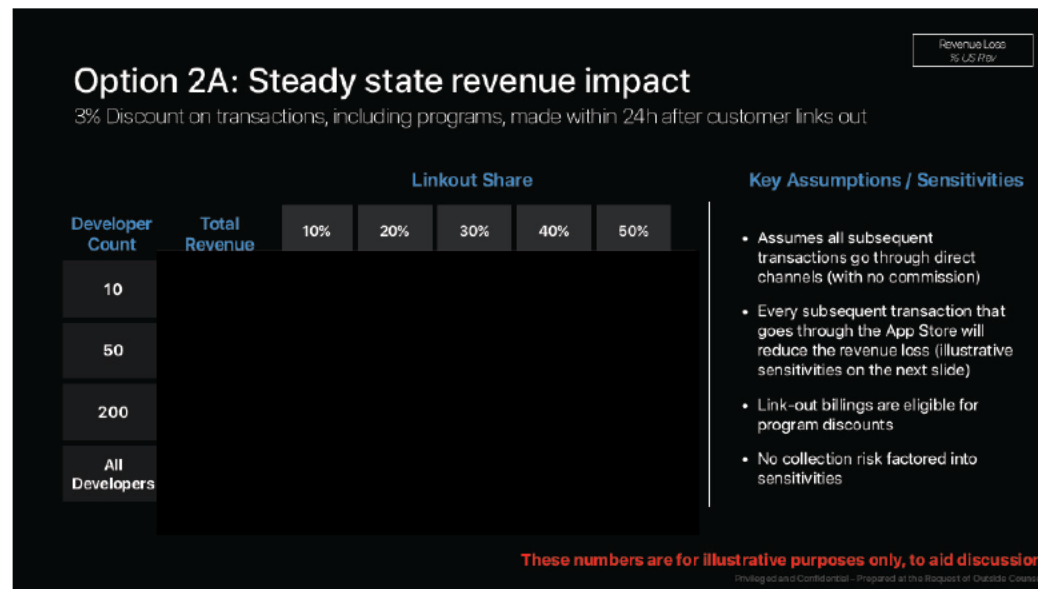 Revenue Loss
% US Rev
Option 2A: Steady state revenue impact
3% Discount on transactions, including programs, made within 24h after customer links out
Linkout Share
Key Assumptions / Sensitivities
Developer
Count
Total
Revenue
10%
20%
30%
40%
50%
10
50
200
All
Developers
• Assumes all subsequent
transactions go through direct
channels (with no commission)
• Every subsequent transaction that
goes through the App Store will
reduce the revenue loss (illustrative
sensitivities on the next slide)
• Link-out billings are eligible for
program discounts
• No collection risk factored into
sensitivities
These numbers are for illustrative purposes only, to aid discussion
Privileged and Confidential – Prepared at the Request of Outside Couns